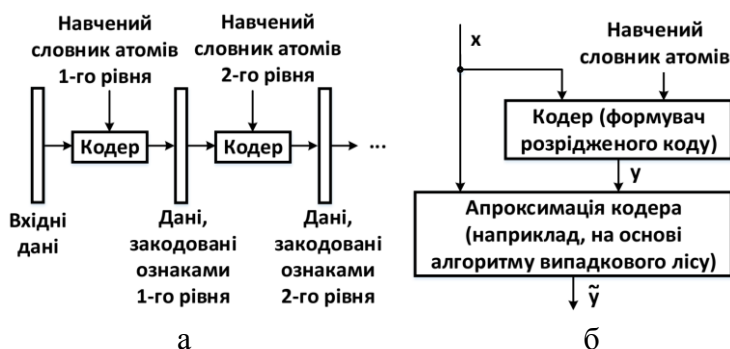 Навчений
словник атомів
1-го рівня
Навчений
словник атомів
2-го рівня
Кодер
Кодер
...
Вхідні
дані
Дані,
закодовані
ознаками
1-го рівня
Дані,
закодовані
ознаками
2-го рівня
а
x
Навчений
словник атомів
Кодер (формувач
розрідженого коду)
y
Апроксимація кодера
(наприклад, на основі
алгоритму випадкового лісу)
ỹ
б